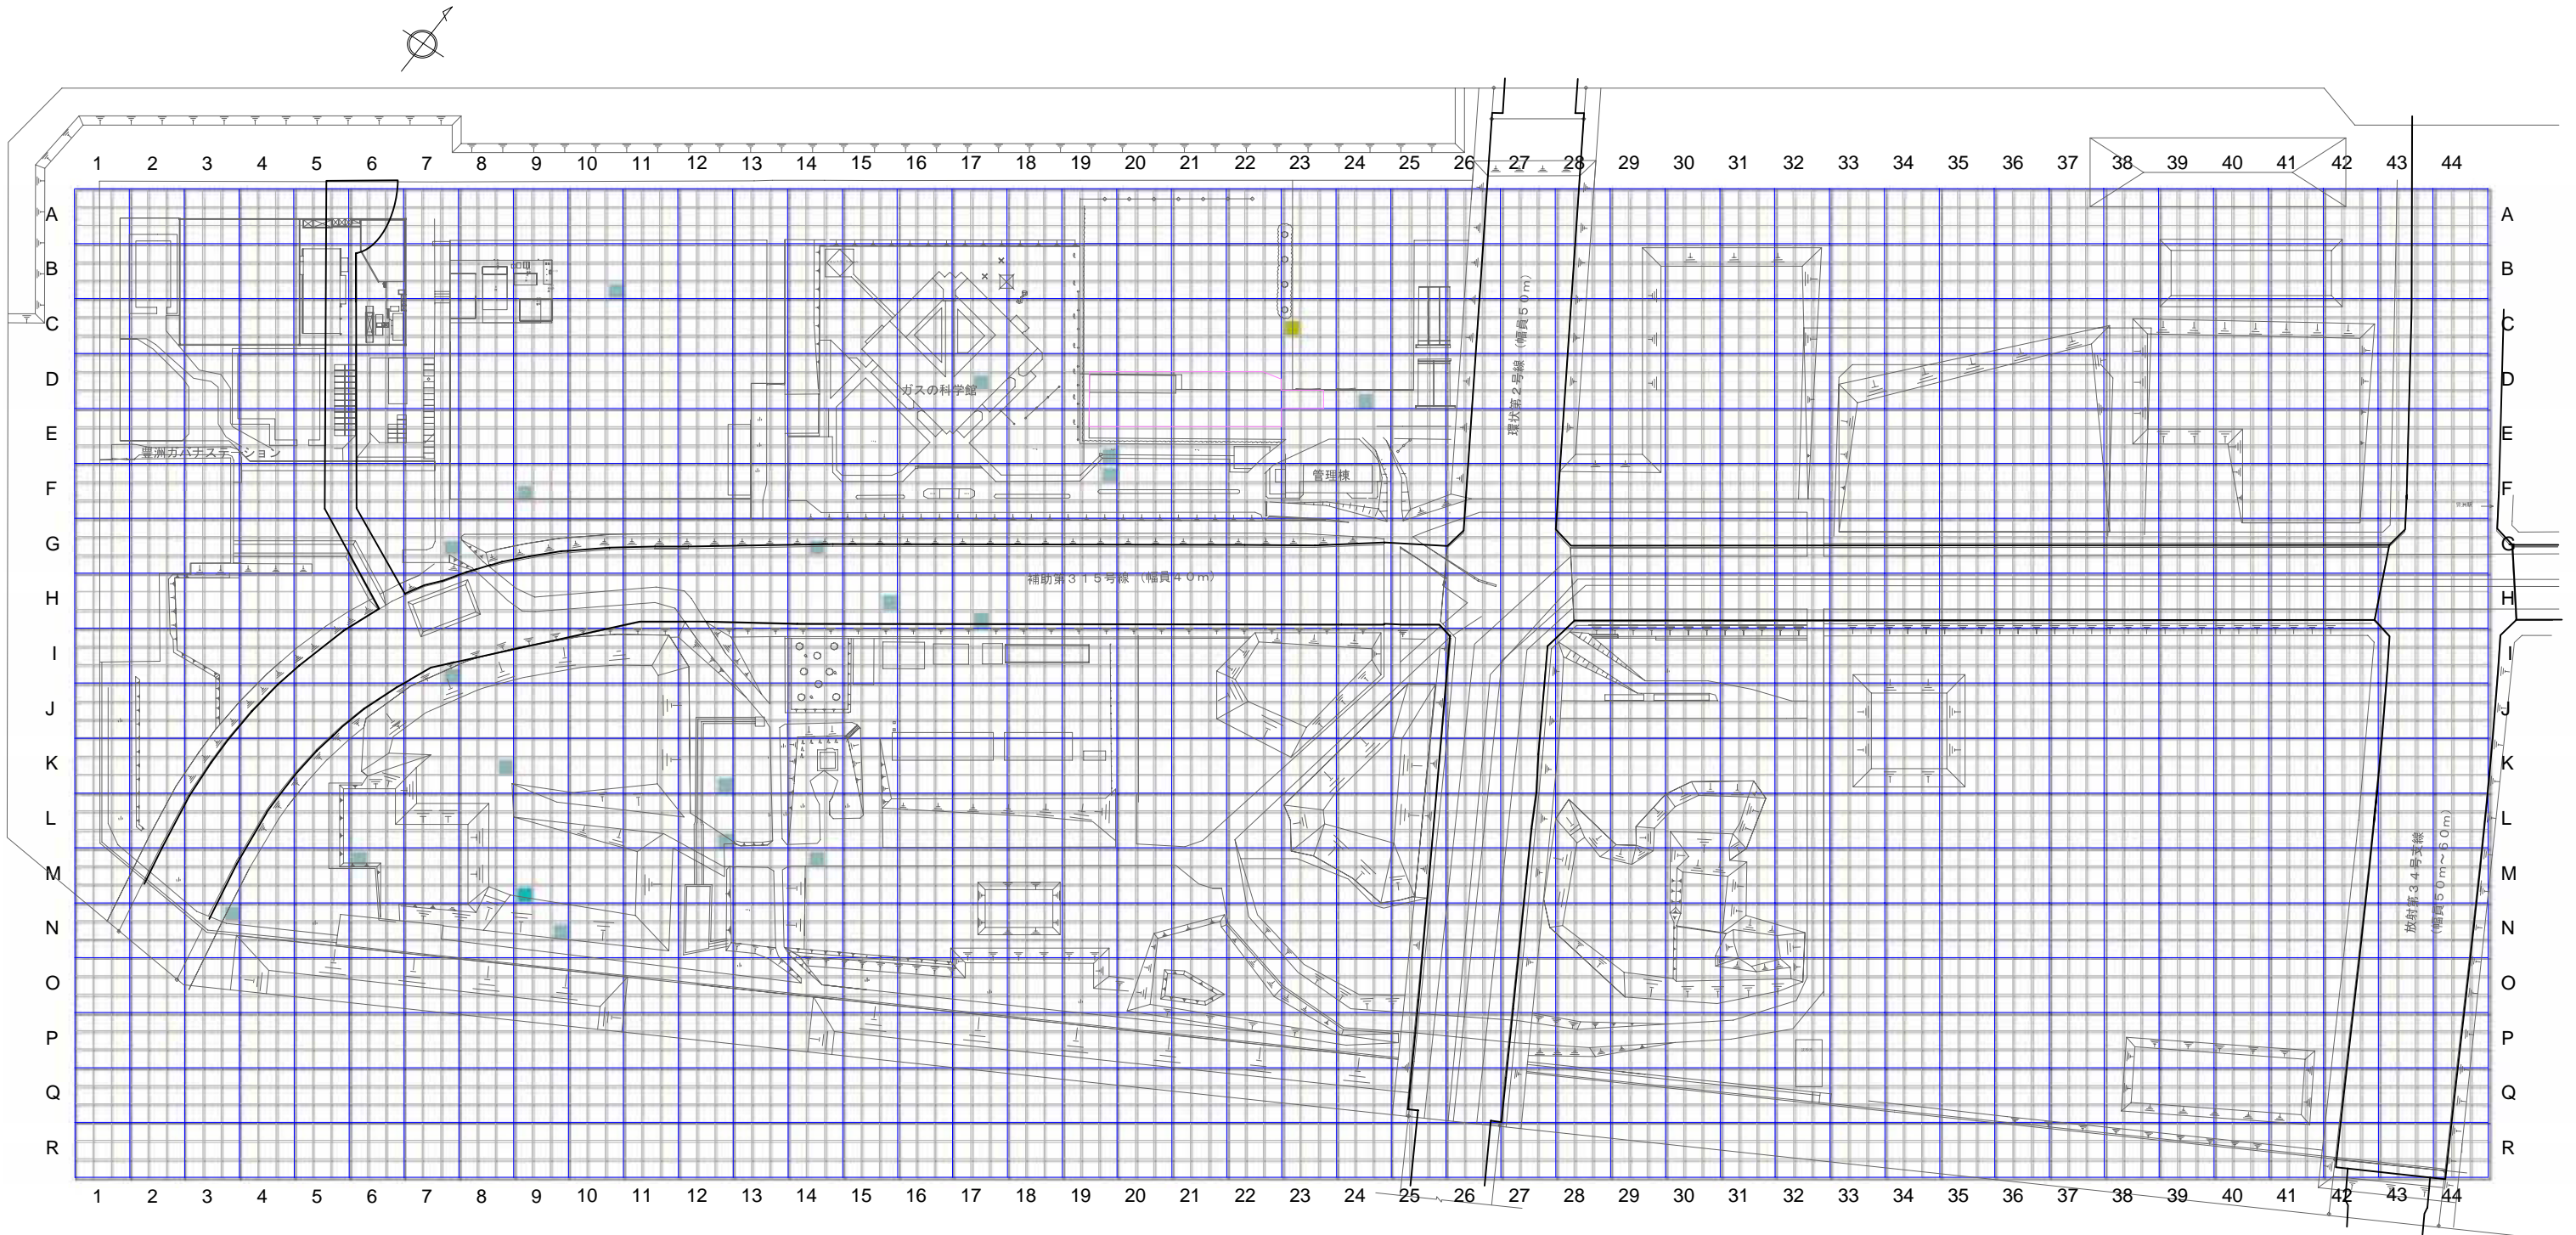 1 2 3 4 5 6 7 8 9 10 11 12 13 14 15 16 17 18 19 20 21 22 23 24 25 26 27 28 29 30 31 32 33 34 35 36 37 38 39 40 41 42 43 44
A A
B B
環状第2号線 (幅員50m)
C C
D D
ガスの科学館
E E
豊洲カハナステーション
管理棟
F F
G G
補助第315号線 (幅員40m)
H H
I I
J J
K K
L L
放射第34号支線
(幅員50m~60m)
M M
N N
O O
P P
Q Q
R R
1 2 3 4 5 6 7 8 9 10 11 12 13 14 15 16 17 18 19 20 21 22 23 24 25 26 27 28 29 30 31 32 33 34 35 36 37 38 39 40 41 42 43 44